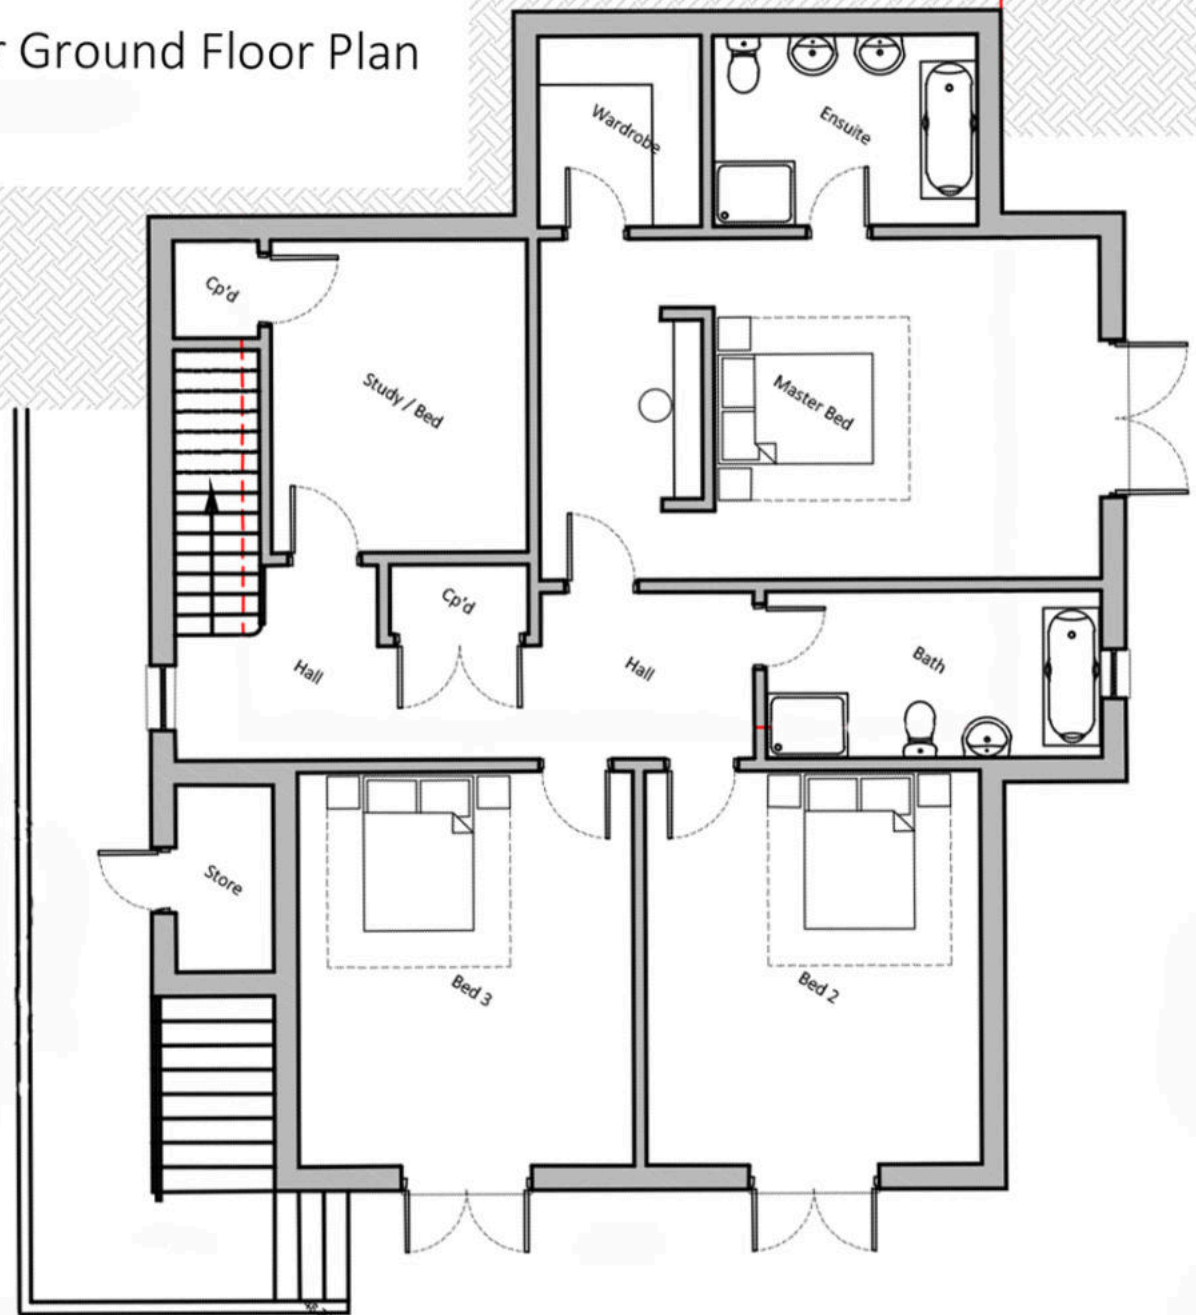 r Ground Floor Plan
Wardrobe
Ensuite
Cp'd
Study / Bed
Master Bed
Cp'd
Hall
Hall
Bath
Store
Bed 3
Bed 2